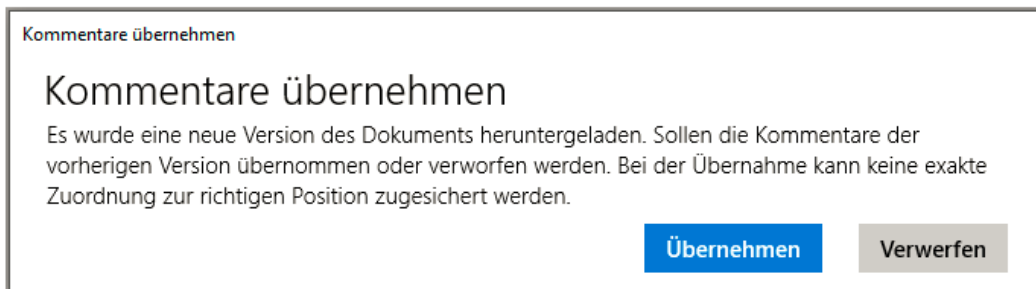 Kommentare übernehmen
Kommentare übernehmen
Es wurde eine neue Version des Dokuments heruntergeladen. Sollen die Kommentare der
vorherigen Version übernommen oder verworfen werden. Bei der Übernahme kann keine exakte
Zuordnung zur richtigen Position zugesichert werden.
Übernehmen Verwerfen